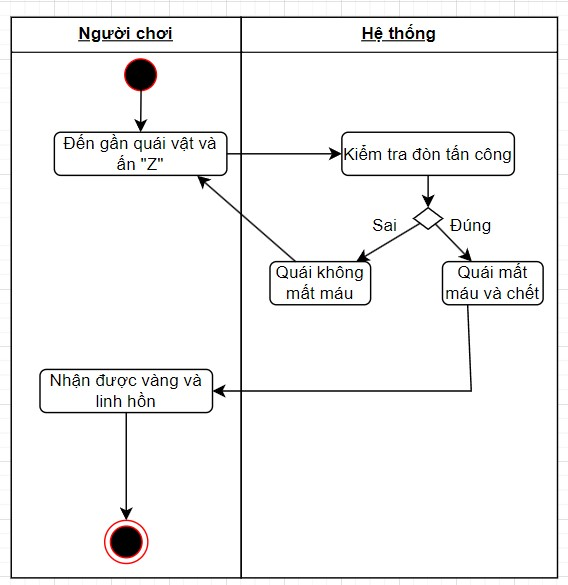 Người chơi
Hệ thống
Đến gần quái vật và
ấn "Z"
Kiểm tra đòn tấn công
Sai
Đúng
Quái không
mất máu
Quái mất
máu và chết
Nhận được vàng và
linh hồn